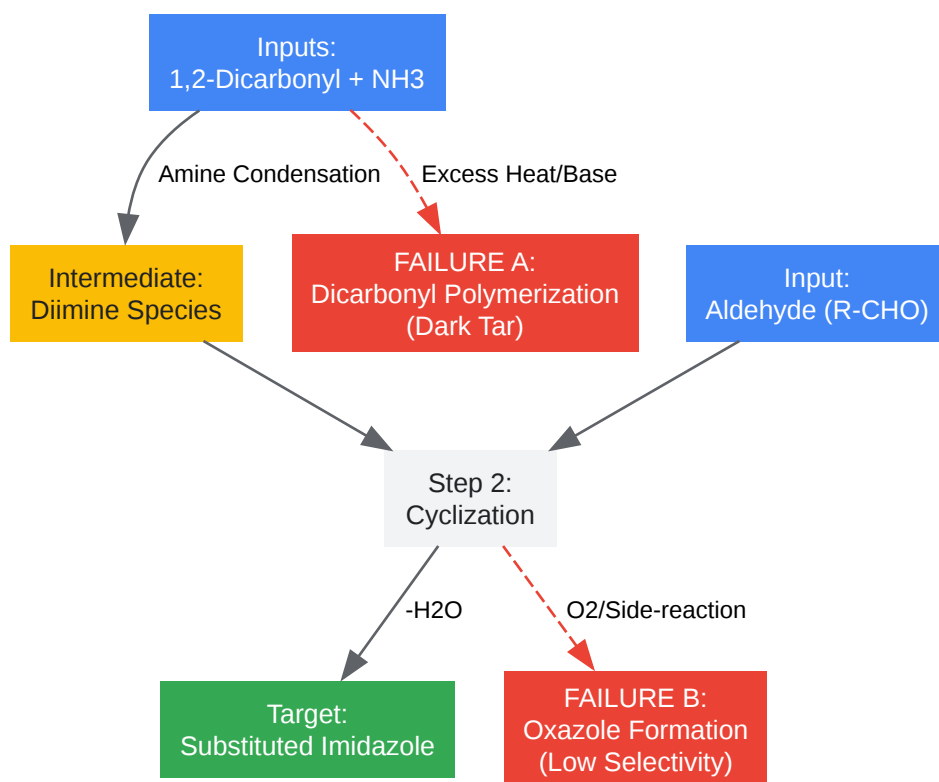 Inputs:
1,2-Dicarbonyl + NH3
Amine Condensation
Excess Heat/Base
Intermediate:
Diimine Species
FAILURE A:
Dicarbonyl Polymerization
(Dark Tar)
Input:
Aldehyde (R-CHO)
Step 2:
Cyclization
-H2O
O2/Side-reaction
Target:
Substituted Imidazole
FAILURE B:
Oxazole Formation
(Low Selectivity)